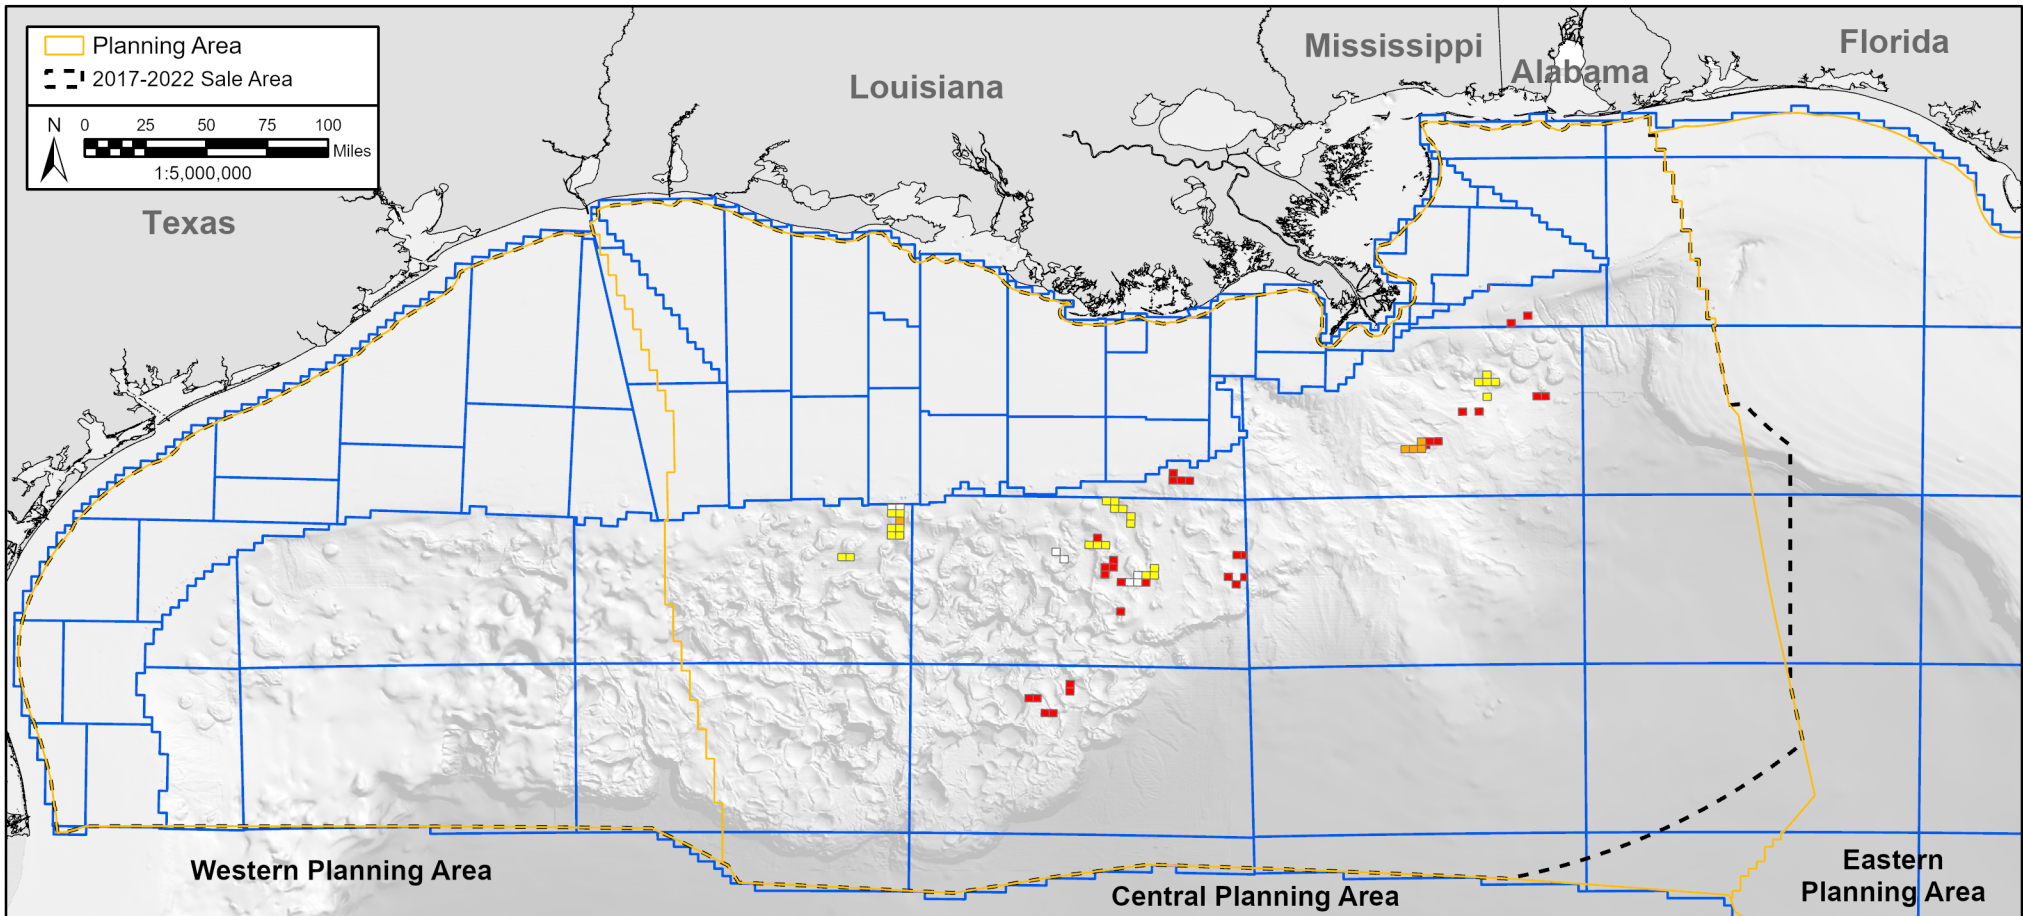 Planning Area
2017-2022 Sale Area
N
0 25 50 75 100
Miles
1:5,000,000
Texas
Louisiana
Mississippi
Alabama
Florida
Western Planning Area
Central Planning Area
Eastern
Planning Area